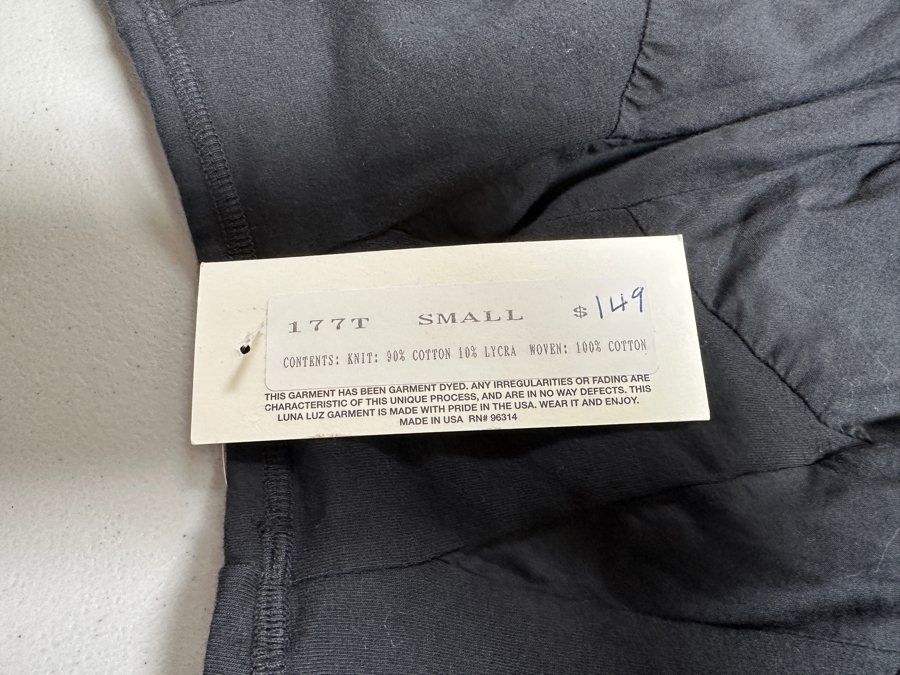 177T SMALL $149
CONTENTS: KNIT: 90% COTTON 10% LYCRA WOVEN: 100% COTTON
THIS GARMENT HAS BEEN GARMENT DYED. ANY IRREGULARITIES OR FADING ARE
CHARACTERISTIC OF THIS UNIQUE PROCESS, AND ARE IN NO WAY DEFECTS. THIS
LUNA LUZ GARMENT IS MADE WITH PRIDE IN THE USA. WEAR IT AND ENJOY.
MADE IN USA RN# 96314